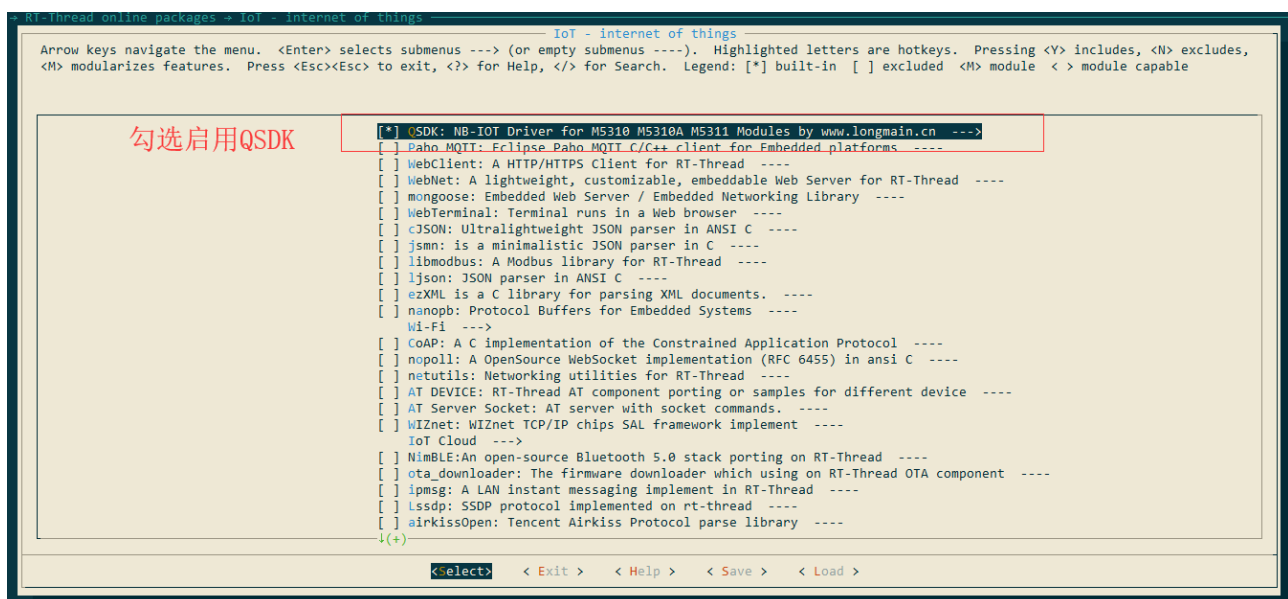 → RT-Thread online packages → IoT - internet of things
IoT - internet of things
Arrow keys navigate the menu. <Enter> selects submenus ---> (or empty submenus ----). Highlighted letters are hotkeys. Pressing <Y> includes, <N> excludes,
<M> modularizes features. Press <Esc><Esc> to exit, <?> for Help, </> for Search. Legend: [*] built-in [ ] excluded <M> module < > module capable
勾选启用QSDK
[*] QSDK: NB-IOT Driver for M5310 M5310A M5311 Modules by www.longmain.cn --->
[ ] Paho MQTT: Eclipse Paho MQTT C/C++ client for Embedded platforms ----
[ ] WebClient: A HTTP/HTTPS Client for RT-Thread ----
[ ] WebNet: A lightweight, customizable, embeddable Web Server for RT-Thread ----
[ ] mongoose: Embedded Web Server / Embedded Networking Library ----
[ ] WebTerminal: Terminal runs in a Web browser ----
[ ] cJSON: Ultralightweight JSON parser in ANSI C ----
[ ] jsmn: is a minimalistic JSON parser in C ----
[ ] libmodbus: A Modbus library for RT-Thread ----
[ ] ljson: JSON parser in ANSI C ----
[ ] ezXML is a C library for parsing XML documents. ----
[ ] nanopb: Protocol Buffers for Embedded Systems ----
Wi-Fi --->
[ ] CoAP: A C implementation of the Constrained Application Protocol ----
[ ] nopoll: A OpenSource WebSocket implementation (RFC 6455) in ansi C ----
[ ] netutils: Networking utilities for RT-Thread ----
[ ] AT DEVICE: RT-Thread AT component porting or samples for different device ----
[ ] AT Server Socket: AT server with socket commands. ----
[ ] WIZnet: WIZnet TCP/IP chips SAL framework implement ----
IoT Cloud --->
[ ] NimBLE:An open-source Bluetooth 5.0 stack porting on RT-Thread ----
[ ] ota_downloader: The firmware downloader which using on RT-Thread OTA component ----
[ ] ipmsg: A LAN instant messaging implement in RT-Thread ----
[ ] Lssdp: SSDP protocol implemented on rt-thread ----
[ ] airkissOpen: Tencent Airkiss Protocol parse library ----
↓(+)
<Select> < Exit > < Help > < Save > < Load >